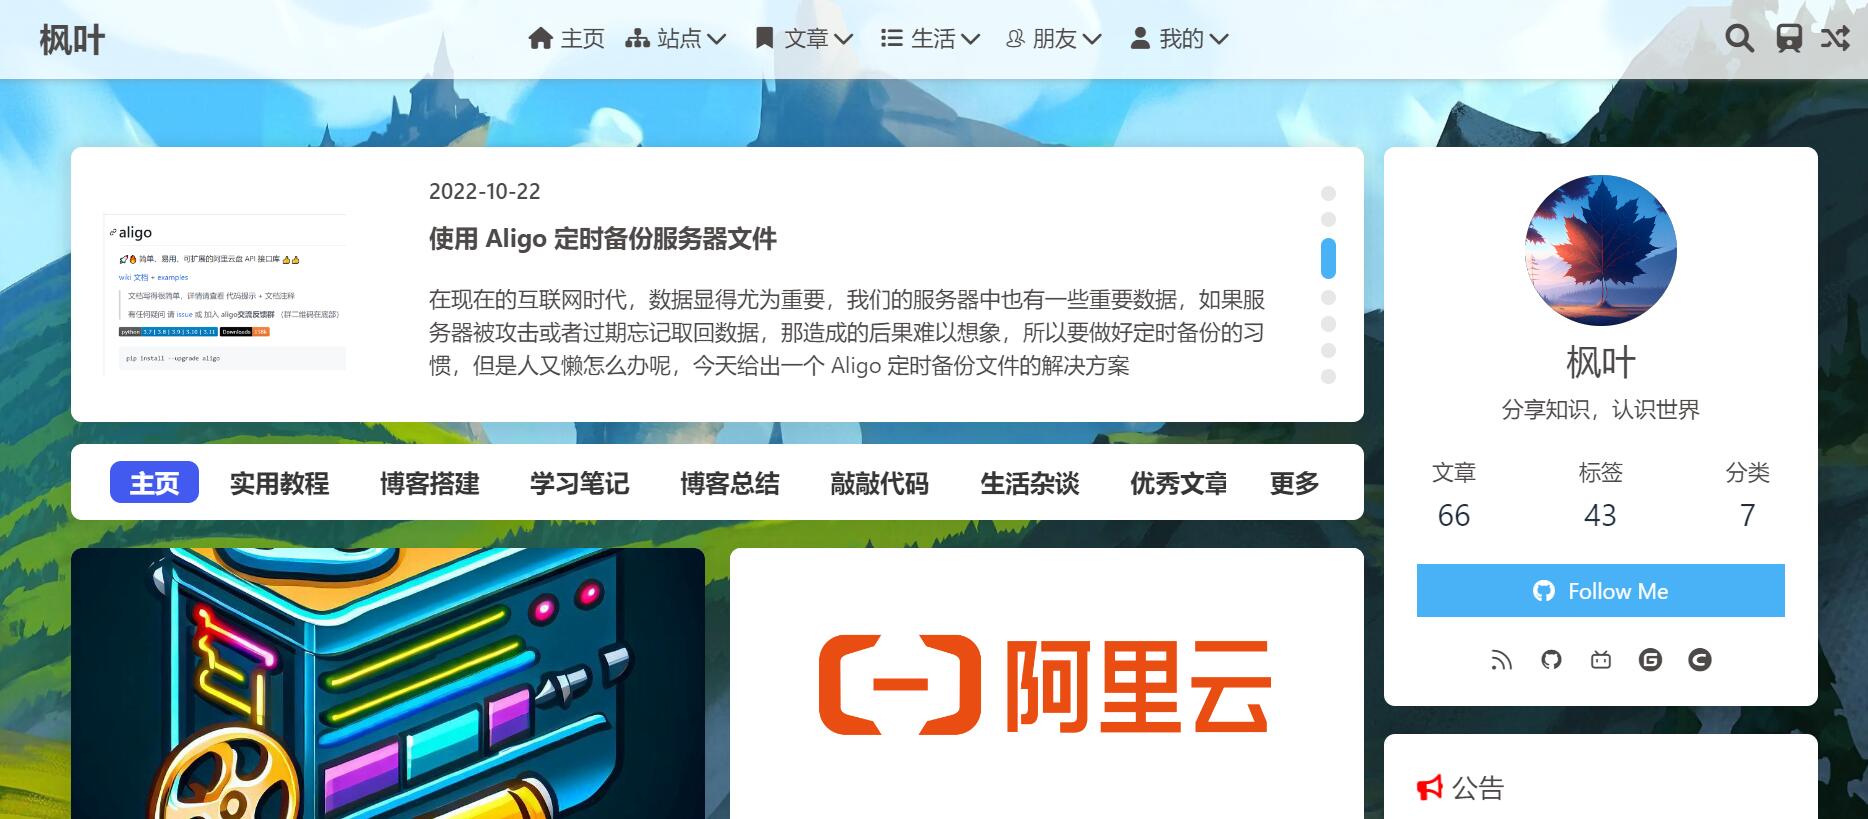 枫叶
主页 站点 文章 生活 朋友 我的
2022-10-22
使用 Aligo 定时备份服务器文件
在现在的互联网时代，数据显得尤为重要，我们的服务器中也有一些重要数据，如果服
务器被攻击或者过期忘记取回数据，那造成的后果难以想象，所以要做好定时备份的习
惯，但是人又懒怎么办呢，今天给出一个 Aligo 定时备份文件的解决方案
aligo
简单、易用、可扩展的阿里云盘 API 接口库
wiki 文档 + examples
文档写得很简单，详情请查看 代码提示 + 文档注释
有任何疑问 请 issue 或 加入 aligo交流反馈群 （群二维码在底部）
python 3.7 | 3.8 | 3.9 | 3.10 | 3.11 Downloads 158k
pip install --upgrade aligo
主页 实用教程 博客搭建 学习笔记 博客总结 敲敲代码 生活杂谈 优秀文章 更多
阿里云
枫叶
分享知识，认识世界
文章 标签 分类
66 43 7
Follow Me
公告